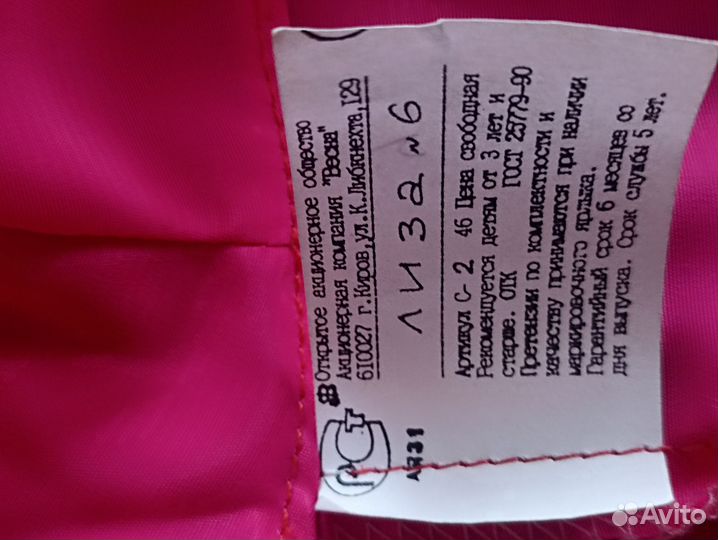 Открытое акционерное общество
Акционерная компания "Весна"
610027 г.Киров,ул.К.Либкнехта,129
ЛИЗА №6
Артикул С- 2 46 Цена свободная
Рекомендуется детям от 3 лет и
старше. ОТК ГОСТ 25779-90
Претензии по комплектности и
качеству принимаются при наличии
маркировочного ярлыка.
Гарантийный срок 6 месяцев со
дня выпуска. Срок службы 5 лет.
РСТ
АЯ31
Avito